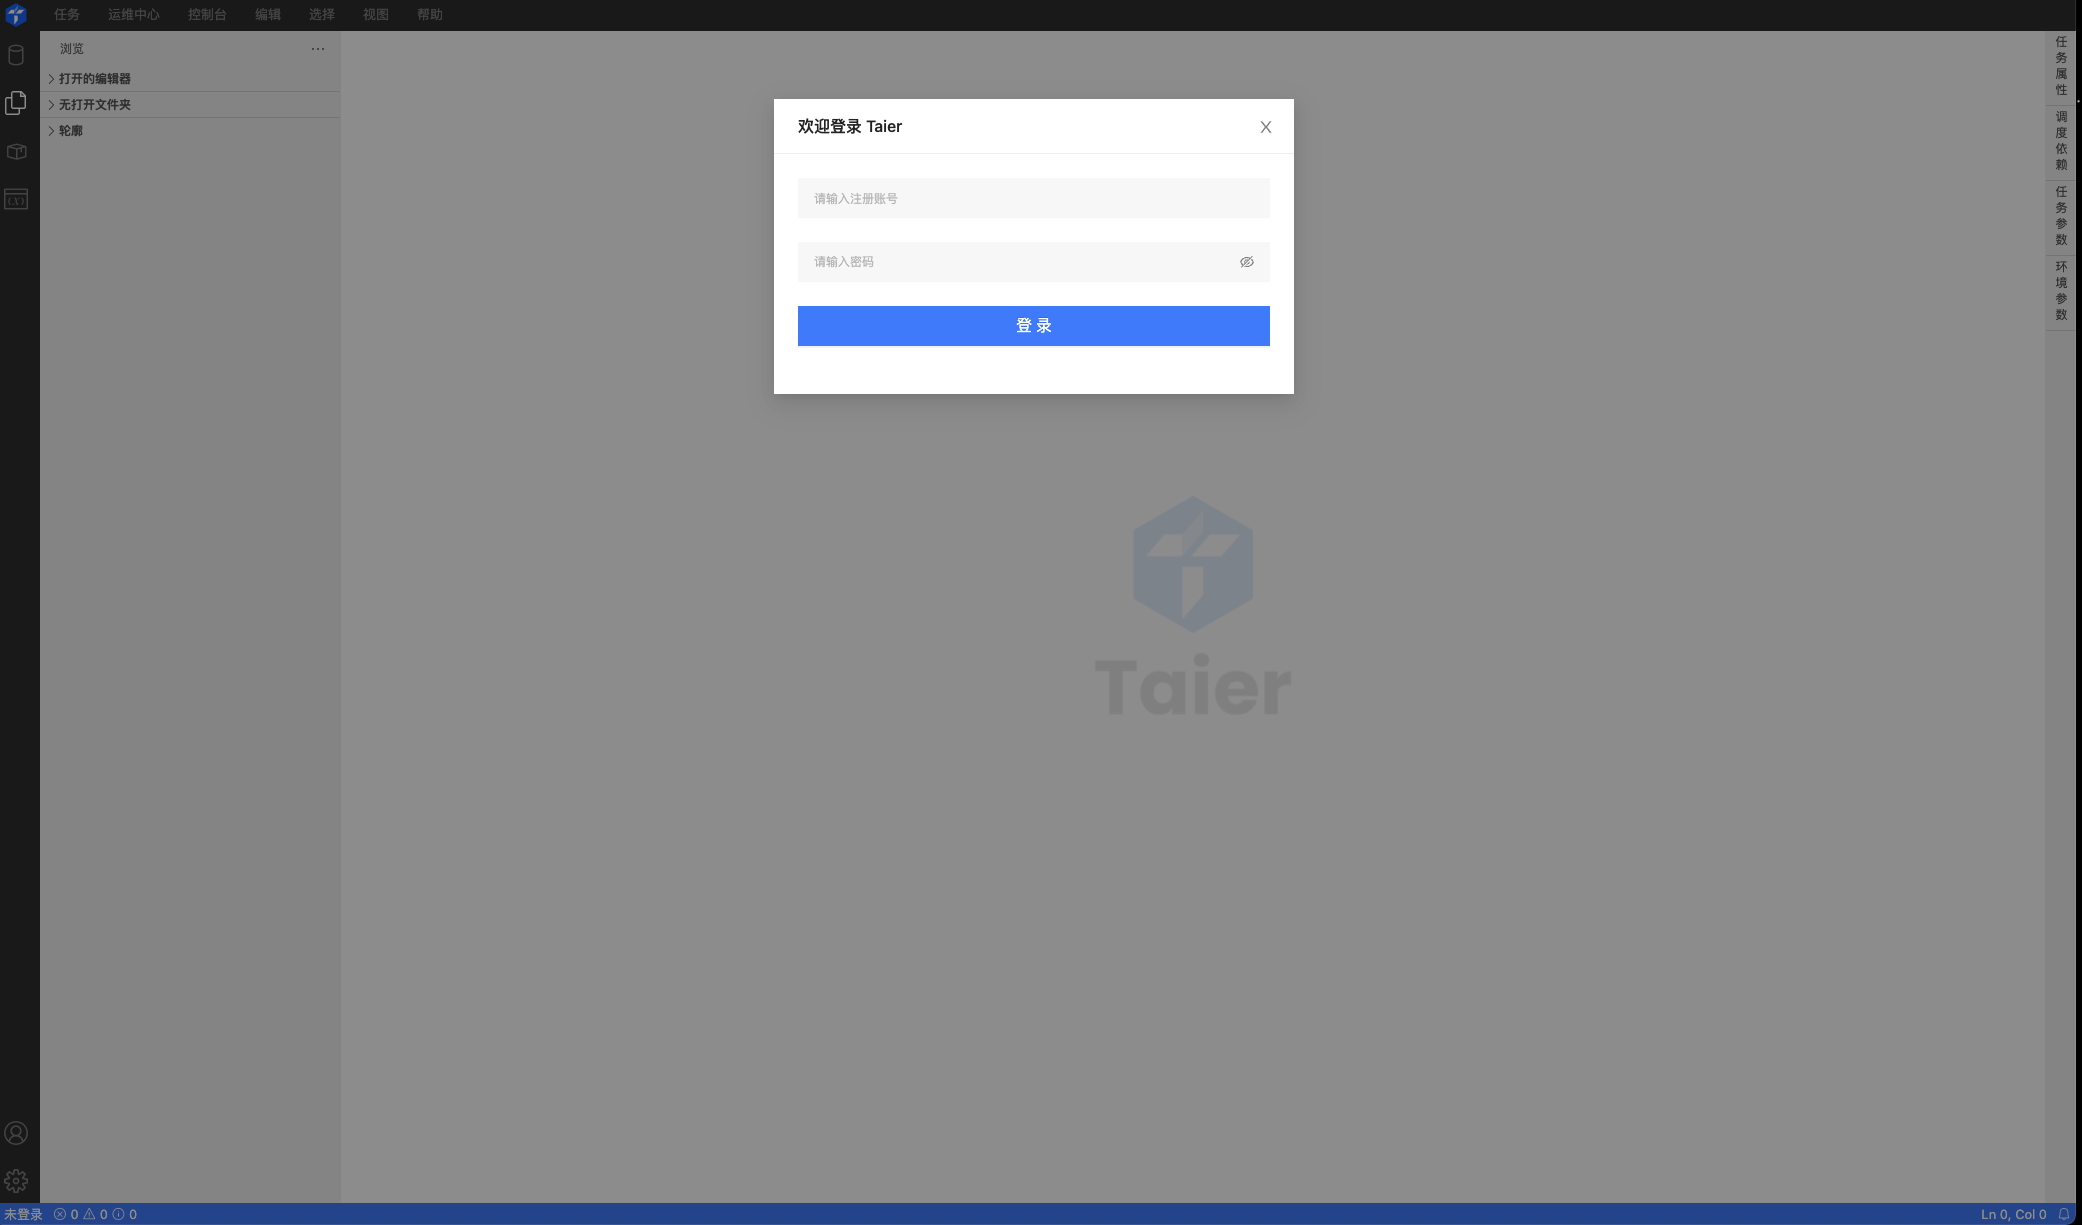 任务 运维中心 控制台 编辑 选择 视图 帮助
浏览 ···
打开的编辑器
无打开文件夹
轮廓
(X)
欢迎登录 Taier X
请输入注册账号
请输入密码
登 录
Taier
任务属性
调度依赖
任务参数
环境参数
未登录 0 0 0 Ln 0, Col 0